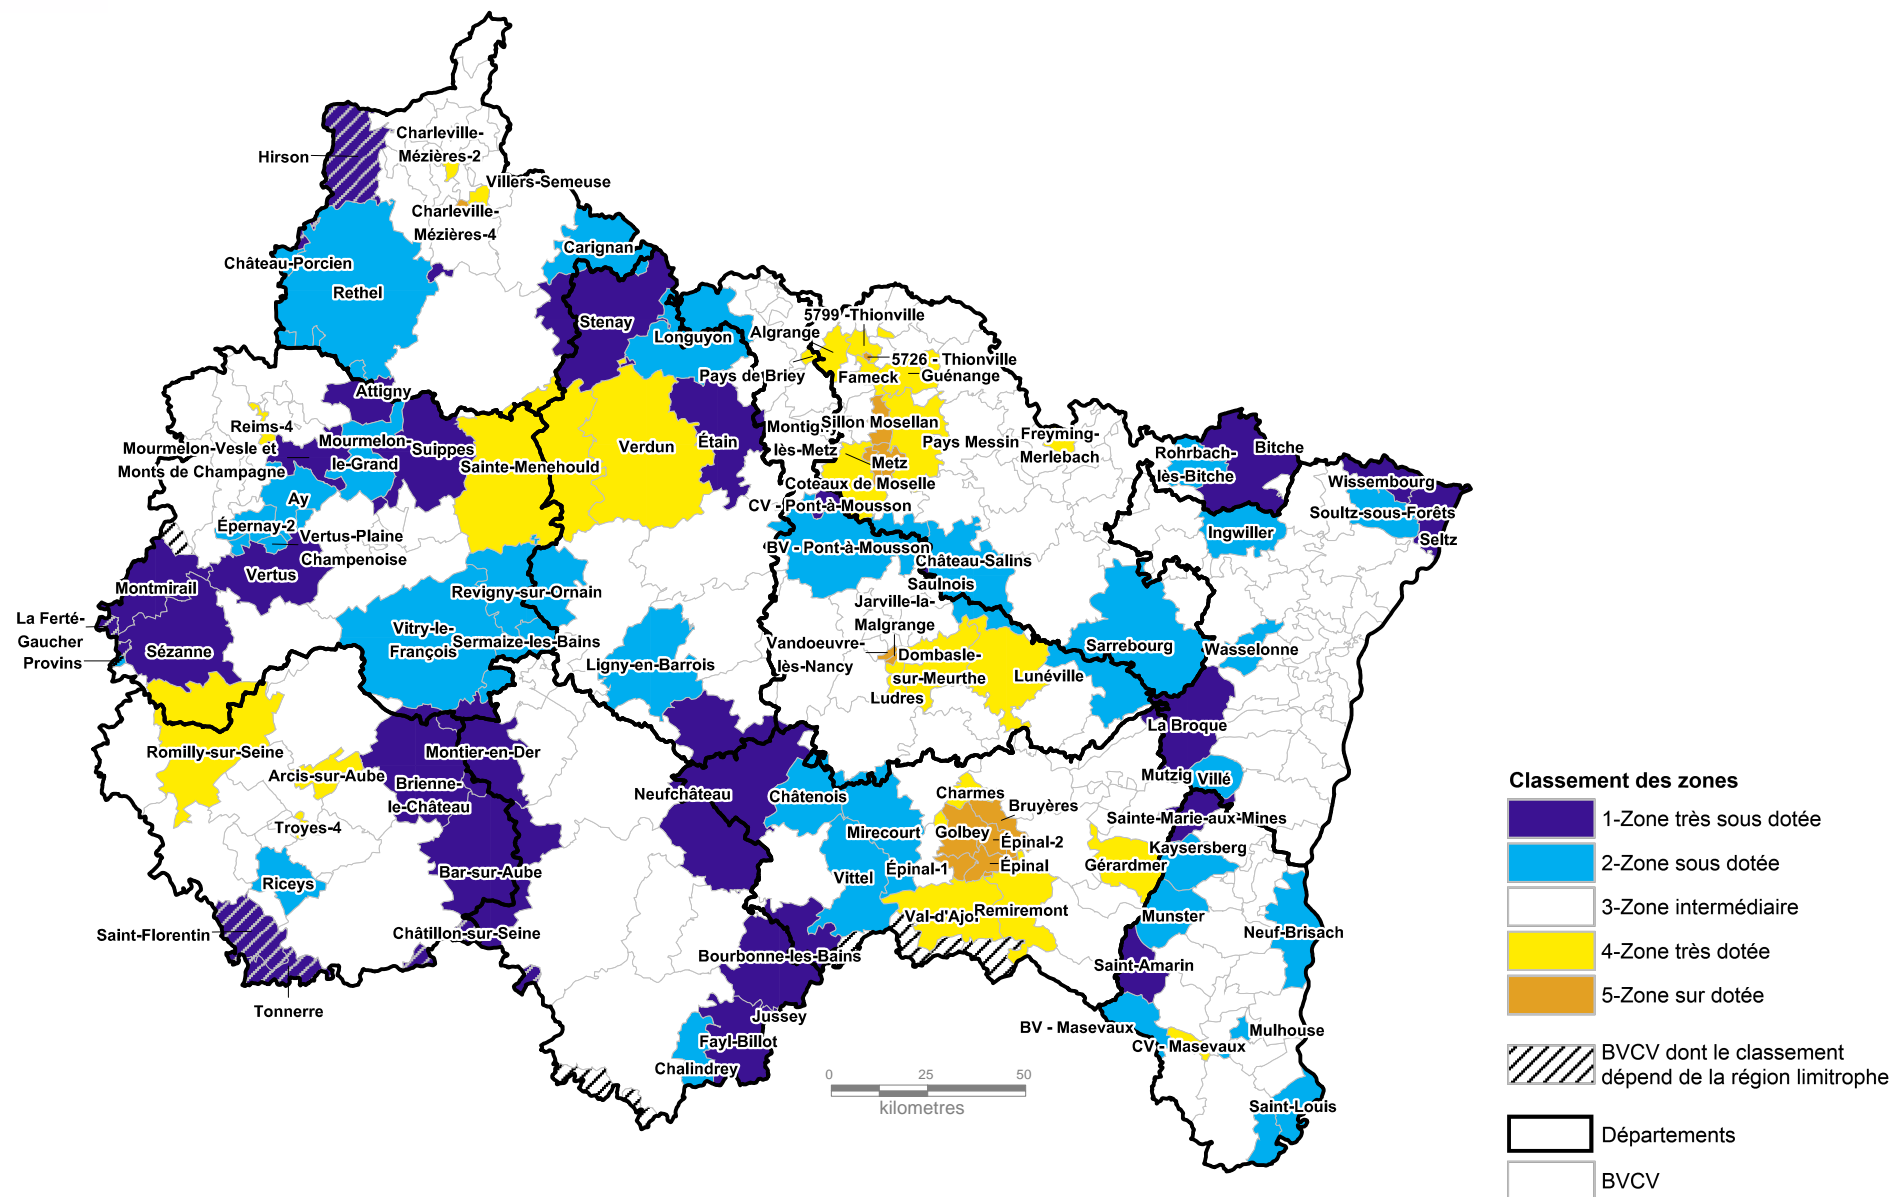 Charleville-
Mézières-2
Hirson
Villers-Semeuse
Charleville-
Mézières-4
Carignan
Château-Porcien
Rethel
Stenay
5799 -Thionville
Algrange
Longuyon
5726 - Thionville
Pays de Briey
Fameck
Guénange
Attigny
Reims-4
Sillon Mosellan
Montigny-
lès-Metz
Pays Messin
Freyming-
Merlebach
Mourmelon-Vesle et
Monts de Champagne
Mourmelon-
le-Grand
Suippes
Sainte-Menehould
Verdun
Étain
Metz
Rohrbach-
lès-Bitche
Bitche
Coteaux de Moselle
Wissembourg
CV - Pont-à-Mousson
Ay
Soultz-sous-Forêts
Épernay-2
Ingwiller
Seltz
Vertus-Plaine
Champenoise
BV - Pont-à-Mousson
Château-Salins
Saulnois
Vertus
Montmirail
Revigny-sur-Ornain
Jarville-la-
Malgrange
La Ferté-
Gaucher
Vitry-le-
François
Sermaize-les-Bains
Vandoeuvre-
lès-Nancy
Sarrebourg
Wasselonne
Sézanne
Provins
Ligny-en-Barrois
Dombasle-
sur-Meurthe
Lunéville
Ludres
La Broque
Romilly-sur-Seine
Montier-en-Der
Arcis-sur-Aube
Brienne-
le-Château
Mutzig
Villé
Neufchâteau
Châtenois
Charmes
Bruyères
Sainte-Marie-aux-Mines
Troyes-4
Mirecourt
Golbey
Épinal-2
Kaysersberg
Épinal-1
Épinal
Gérardmer
Bar-sur-Aube
Vittel
Riceys
Val-d'Ajol
Remiremont
Munster
Neuf-Brisach
Saint-Florentin
Châtillon-sur-Seine
Bourbonne-les-Bains
Saint-Amarin
Tonnerre
Jussey
BV - Masevaux
Mulhouse
Fayl-Billot
CV - Masevaux
Chalindrey
Saint-Louis
0 25 50
kilometres
Classement des zones
1-Zone très sous dotée
2-Zone sous dotée
3-Zone intermédiaire
4-Zone très dotée
5-Zone sur dotée
BVCV dont le classement
dépend de la région limitrophe
Départements
BVCV